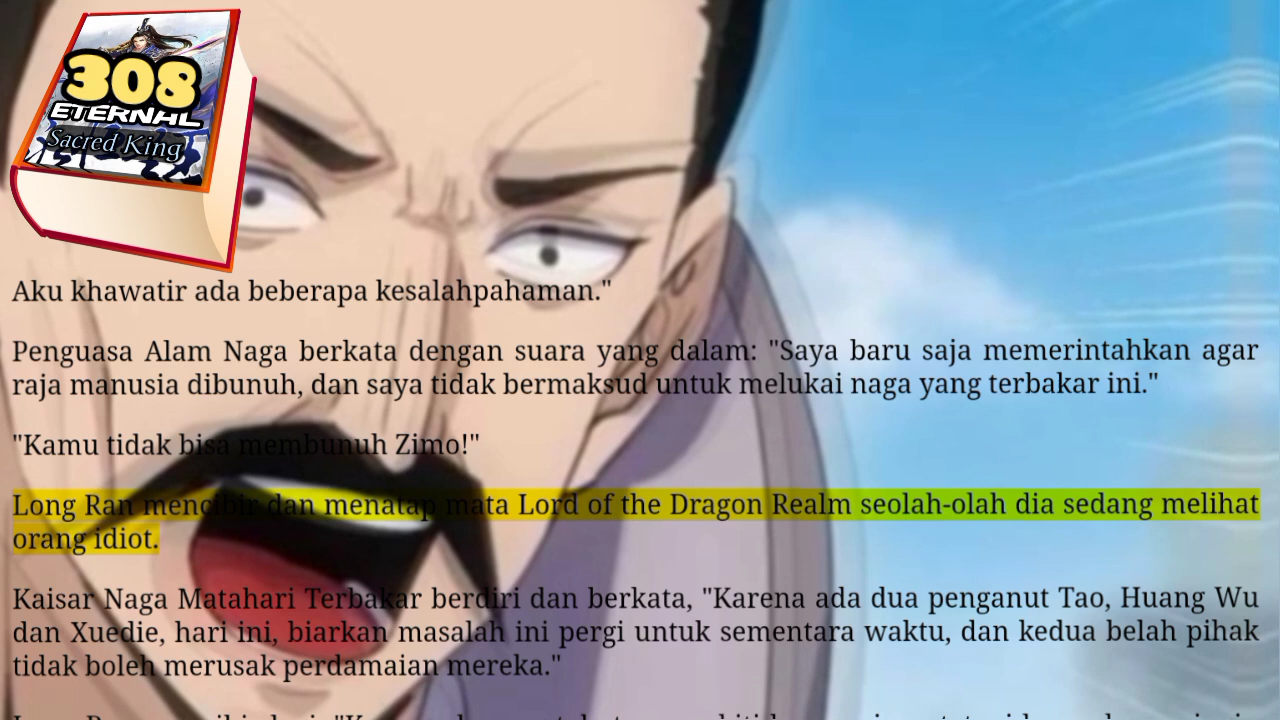 308
ETERNAL
Sacred King
Aku khawatir ada beberapa kesalahpahaman."
Penguasa Alam Naga berkata dengan suara yang dalam: "Saya baru saja memerintahkan agar
raja manusia dibunuh, dan saya tidak bermaksud untuk melukai naga yang terbakar ini."
"Kamu tidak bisa membunuh Zimo!"
Long Ran mencibir dan menatap mata Lord of the Dragon Realm seolah-olah dia sedang melihat
orang idiot.
Kaisar Naga Matahari Terbakar berdiri dan berkata, "Karena ada dua penganut Tao, Huang Wu
dan Xuedie, hari ini, biarkan masalah ini pergi untuk sementara waktu, dan kedua belah pihak
tidak boleh merusak perdamaian mereka."